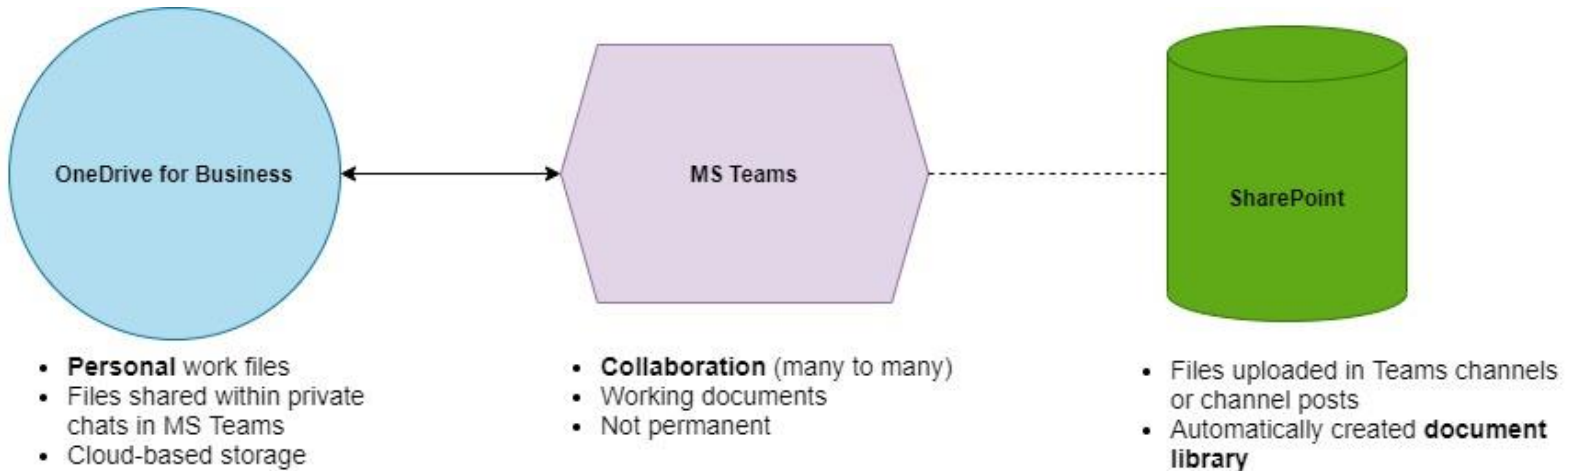 OneDrive for Business
MS Teams
SharePoint
• Personal work files
• Files shared within private
chats in MS Teams
• Cloud-based storage
• Collaboration (many to many)
• Working documents
• Not permanent
• Files uploaded in Teams channels
or channel posts
• Automatically created document
library